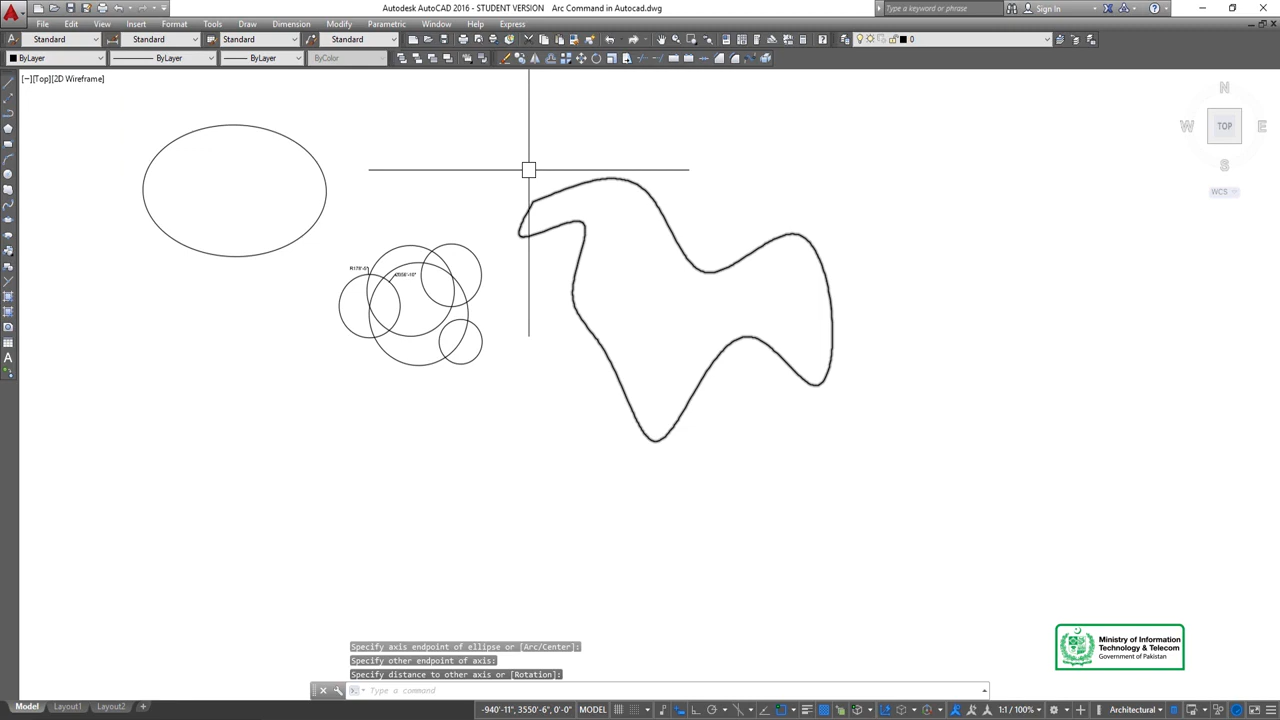 Autodesk AutoCAD 2016 - STUDENT VERSION Arc Command in Autocad.dwg
Type a keyword or phrase
Sign In
File Edit View Insert Format Tools Draw Dimension Modify Parametric Window Help Express
Standard Standard Standard Standard 0
ByLayer ByLayer ByLayer ByColor
[−][Top][2D Wireframe]
N
W TOP E
S
WCS
Specify axis endpoint of ellipse or [Arc/Center]:
Specify other endpoint of axis:
Specify distance to other axis or [Rotation]:
Type a command
Ministry of Information
Technology & Telecom
Government of Pakistan
Model Layout1 Layout2 +
-940'-11", 3550'-6", 0'-0" MODEL 1:1 / 100% Architectural